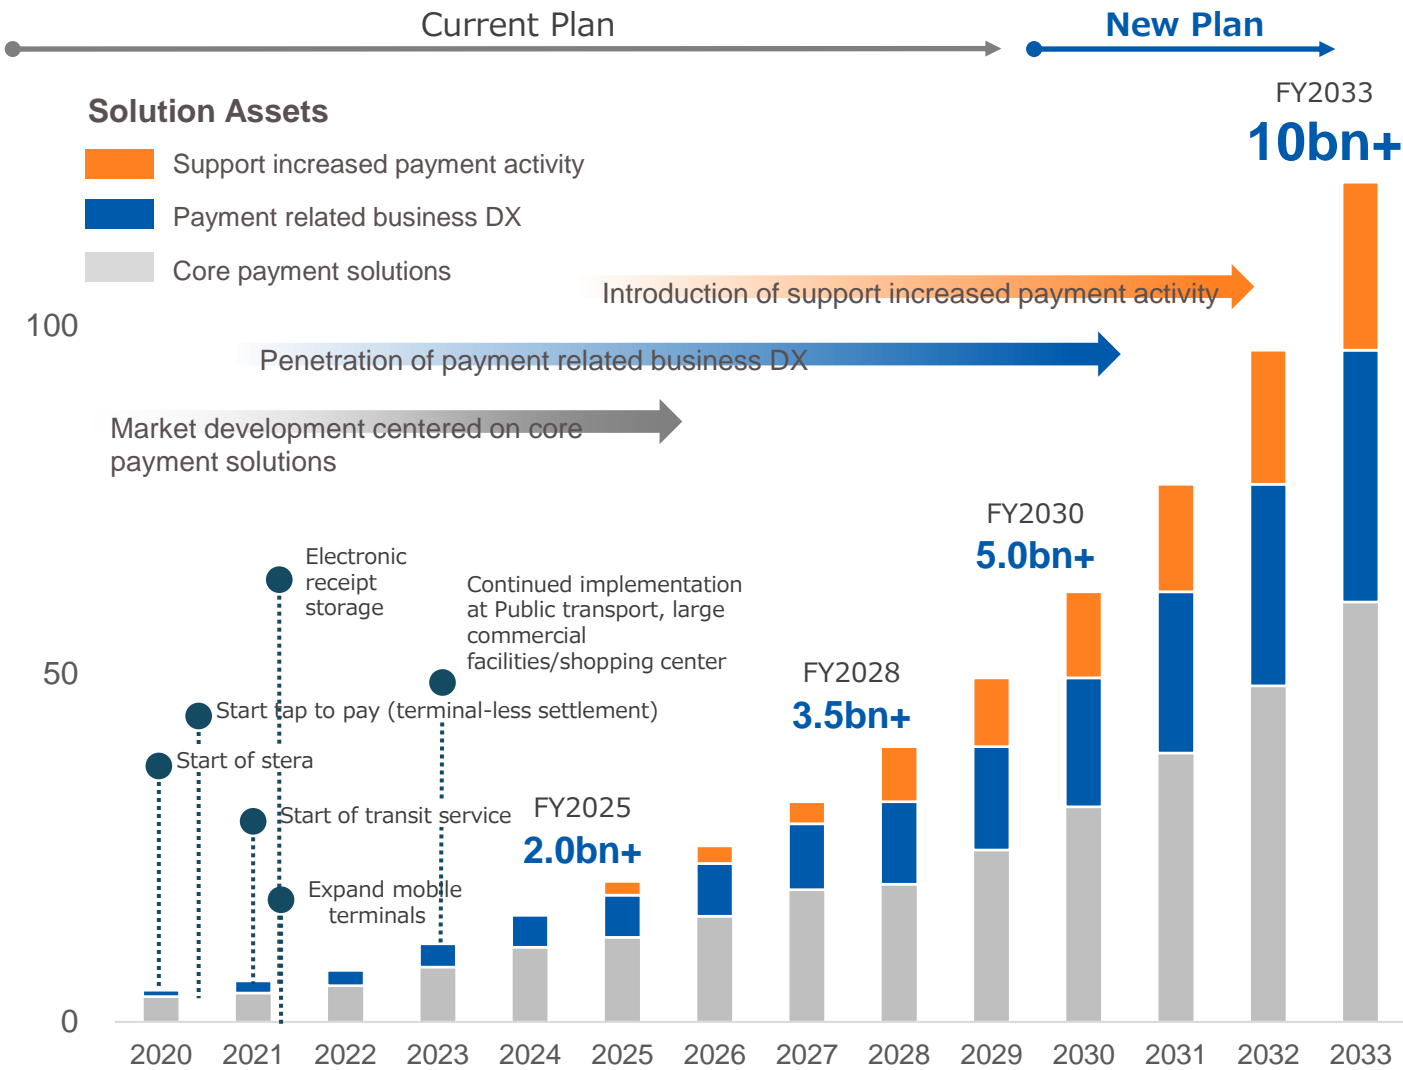 Current Plan
New Plan
FY2033
10bn+
Solution Assets
Support increased payment activity
Payment related business DX
Core payment solutions
Introduction of support increased payment activity
100
Penetration of payment related business DX
Market development centered on core
payment solutions
FY2030
5.0bn+
Electronic
receipt
storage
Continued implementation
at Public transport, large
commercial
facilities/shopping center
50
FY2028
3.5bn+
Start tap to pay (terminal-less settlement)
Start of stera
Start of transit service
FY2025
2.0bn+
Expand mobile
terminals
0
2020 2021 2022 2023 2024 2025 2026 2027 2028 2029 2030 2031 2032 2033